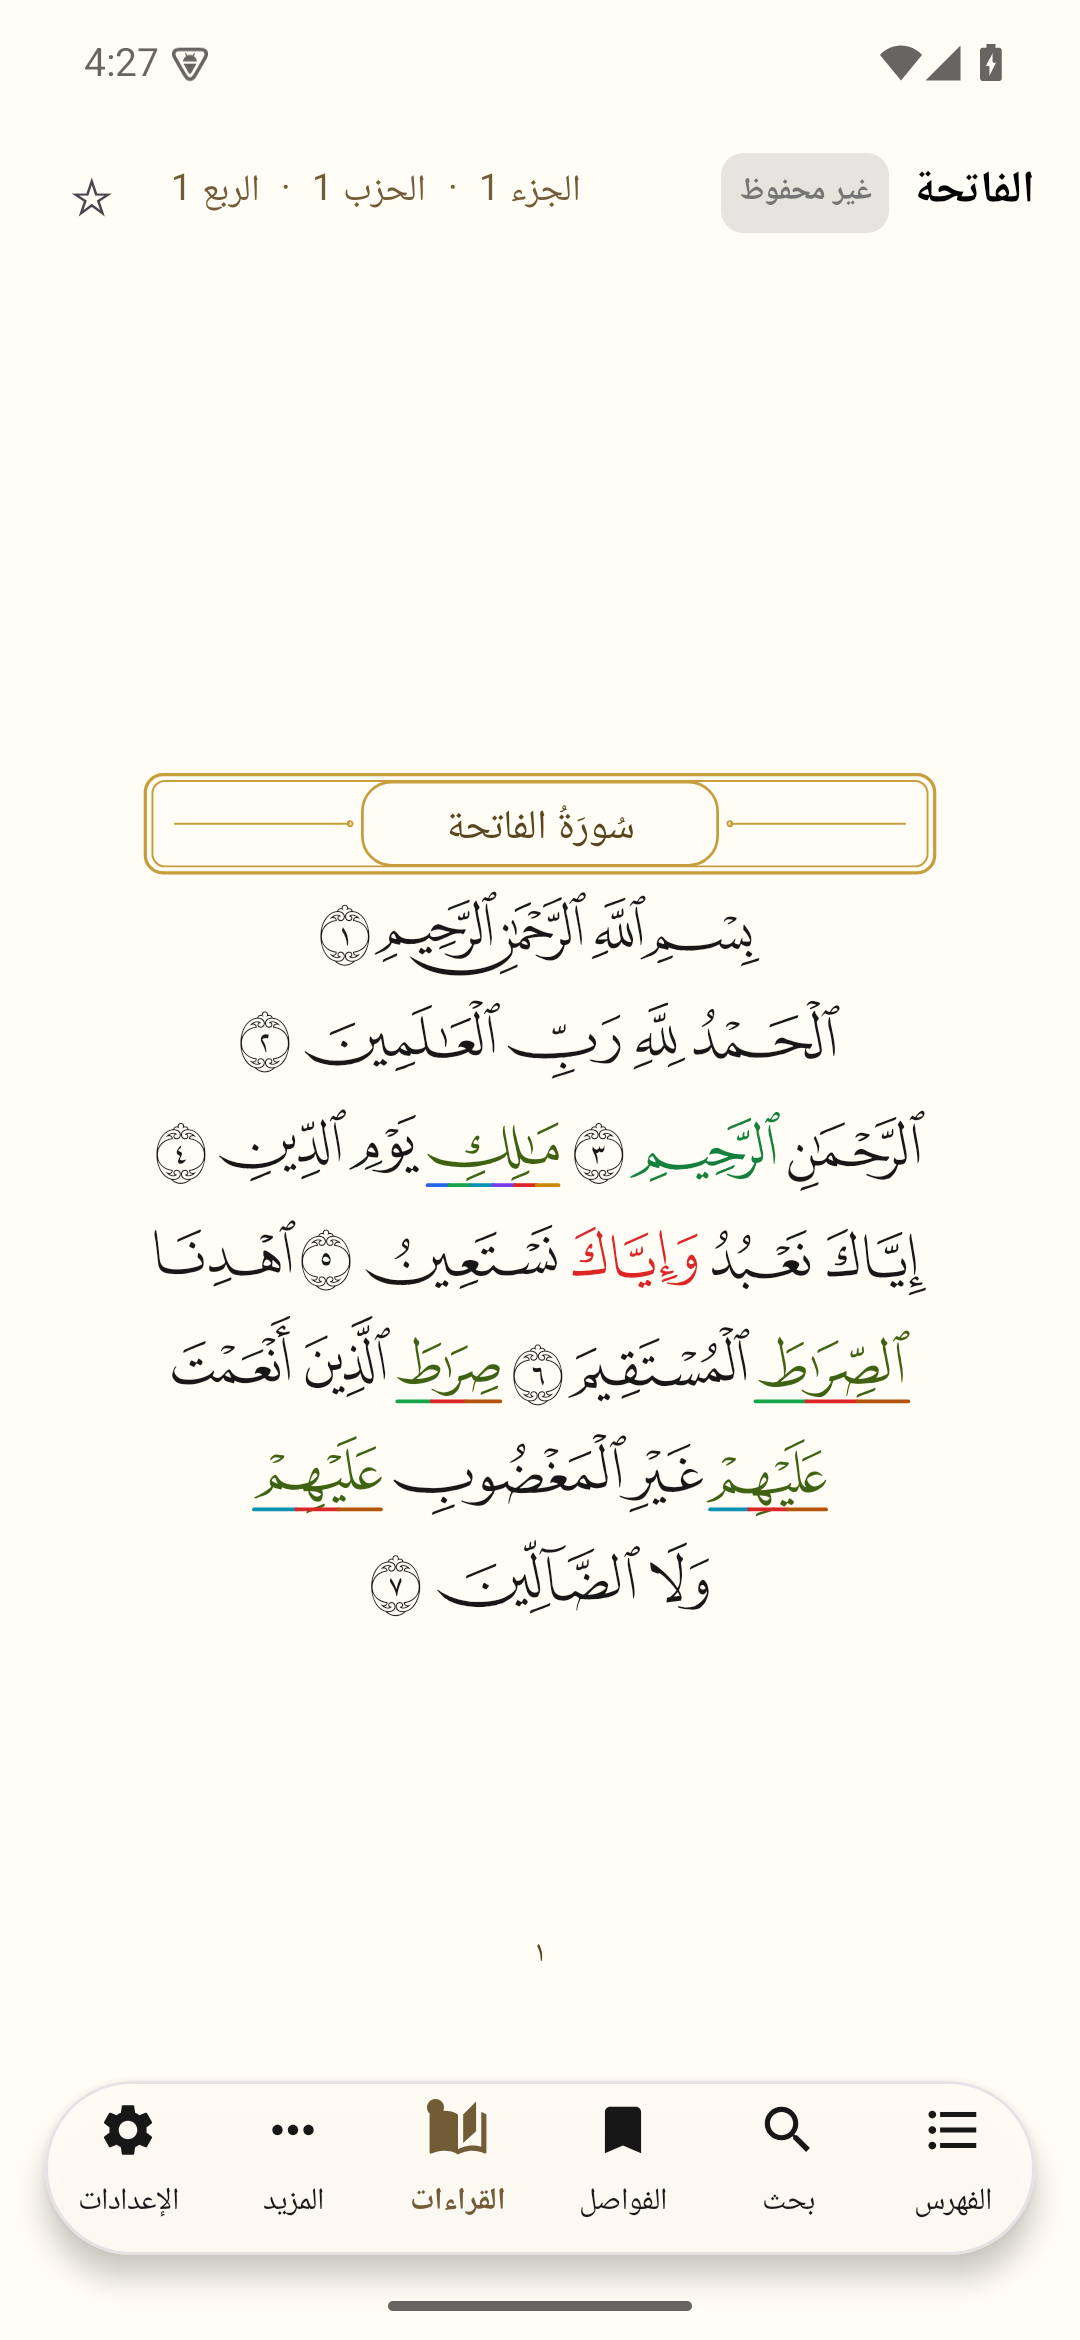 4:27
الفاتحة غير محفوظ الجزء 1 · الحزب 1 · الربع 1
سُورَةُ الفاتحة
بِسْمِ ٱللَّهِ ٱلرَّحْمَٰنِ ٱلرَّحِيمِ ١
ٱلْحَمْدُ لِلَّهِ رَبِّ ٱلْعَٰلَمِينَ ٢
ٱلرَّحْمَٰنِ ٱلرَّحِيمِ ٣ مَٰلِكِ يَوْمِ ٱلدِّينِ ٤
إِيَّاكَ نَعْبُدُ وَإِيَّاكَ نَسْتَعِينُ ٥ ٱهْدِنَا
ٱلصِّرَٰطَ ٱلْمُسْتَقِيمَ ٦ صِرَٰطَ ٱلَّذِينَ أَنْعَمْتَ
عَلَيْهِمْ غَيْرِ ٱلْمَغْضُوبِ عَلَيْهِمْ
وَلَا ٱلضَّآلِّينَ ٧
١
الفهرس بحث الفواصل القراءات المزيد الإعدادات